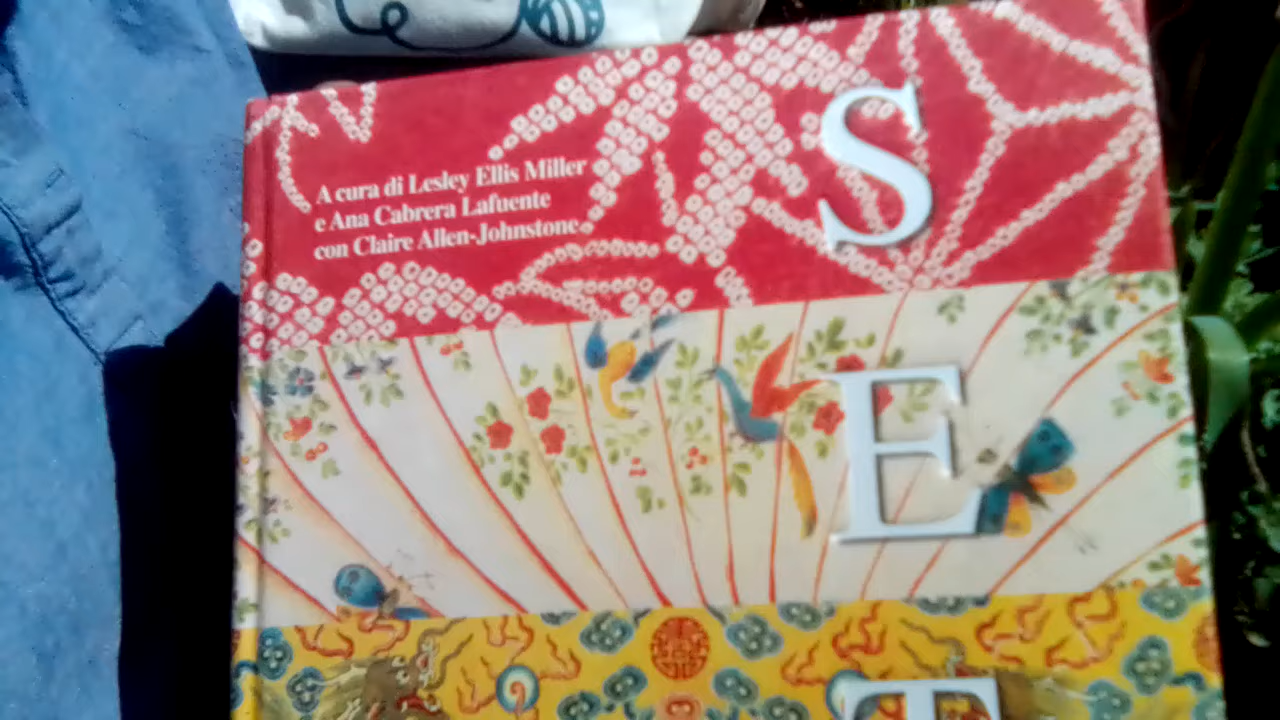 A cura di Lesley Ellis Miller
e Ana Cabrera Lafuente
con Claire Allen-Johnstone
S
E
T